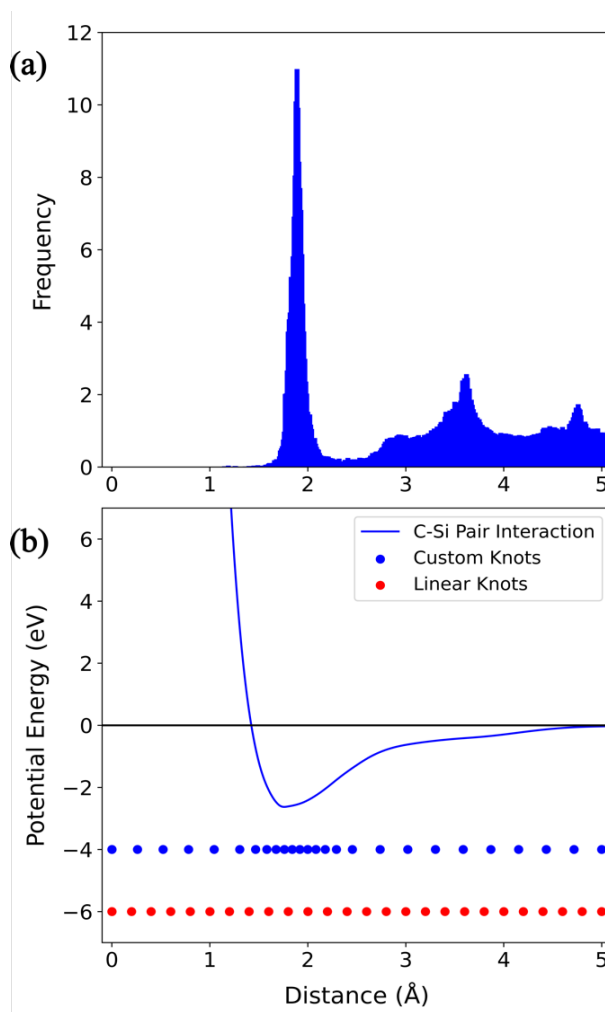 (a)
Frequency
12
10
8
6
4
2
0
0 1 2 3 4 5
(b)
Potential Energy (eV)
C-Si Pair Interaction
Custom Knots
Linear Knots
6
4
2
0
−2
−4
−6
0 1 2 3 4 5
Distance (Å)